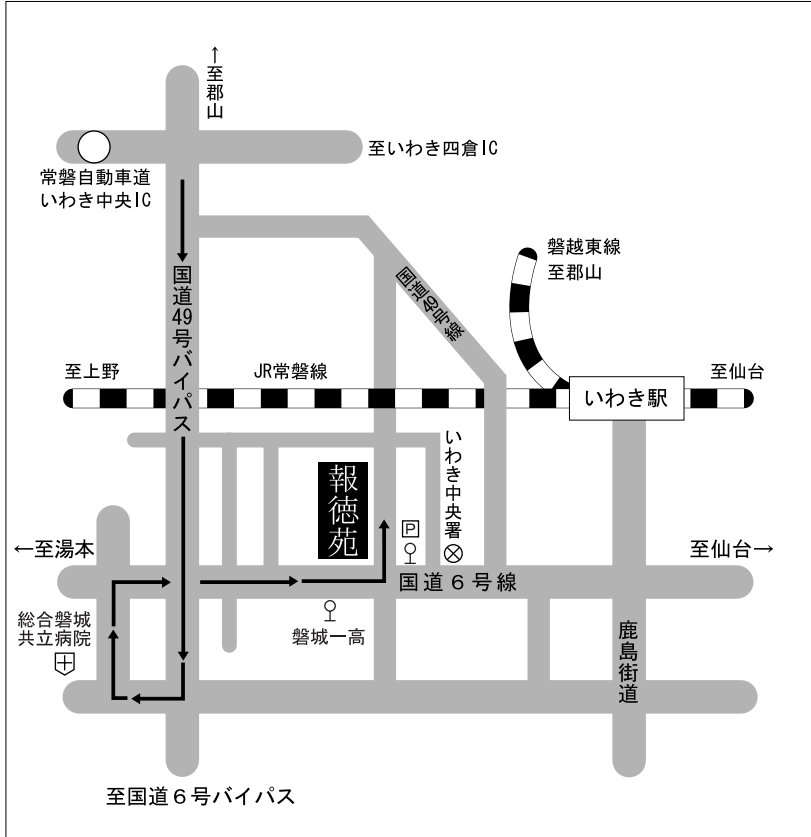 ↑至郡山
至いわき四倉IC
常磐自動車道
いわき中央IC
磐越東線
至郡山
国道49号線
国道49号バイパス
至上野
JR常磐線
いわき駅
至仙台
いわき中央署
報徳苑
P
←至湯本
至仙台→
国道6号線
総合磐城
共立病院
磐城一高
鹿島街道
至国道6号バイパス